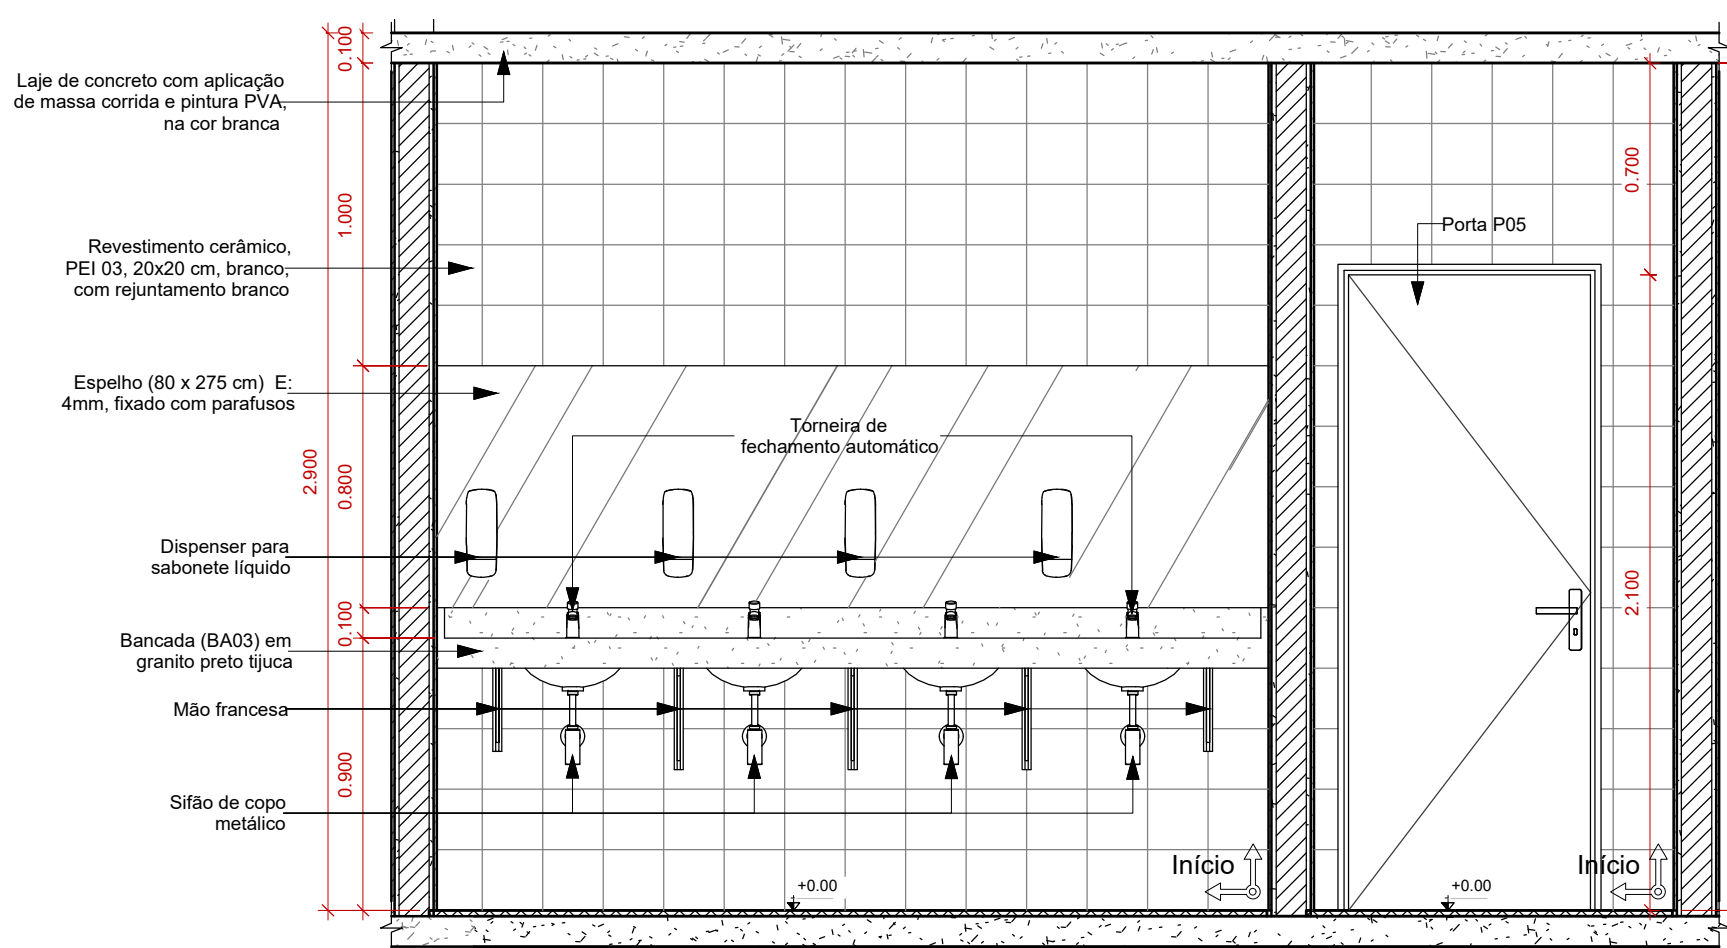 Laje de concreto com aplicação
de massa corrida e pintura PVA,
na cor branca
Revestimento cerâmico,
PEI 03, 20x20 cm, branco,
com rejuntamento branco
Espelho (80 x 275 cm) E:
4mm, fixado com parafusos
Dispenser para
sabonete líquido
Bancada (BA03) em
granito preto tijuca
Mão francesa
Sifão de copo
metálico
2.900
0.100
1.000
0.800
0.100
0.900
Torneira de
fechamento automático
Início
+0.00
Porta P05
0.700
2.100
Início
+0.00